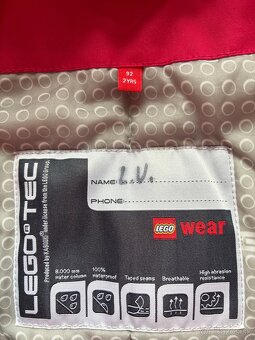 92
2YRS
NAME: L.V.
PHONE:
LEGO® TEC
Produced by KABOOKI under license from the LEGO Group.
LEGO wear
8.000 mm water column
100% waterproof
Taped seams
Breathable
High abrasion resistance